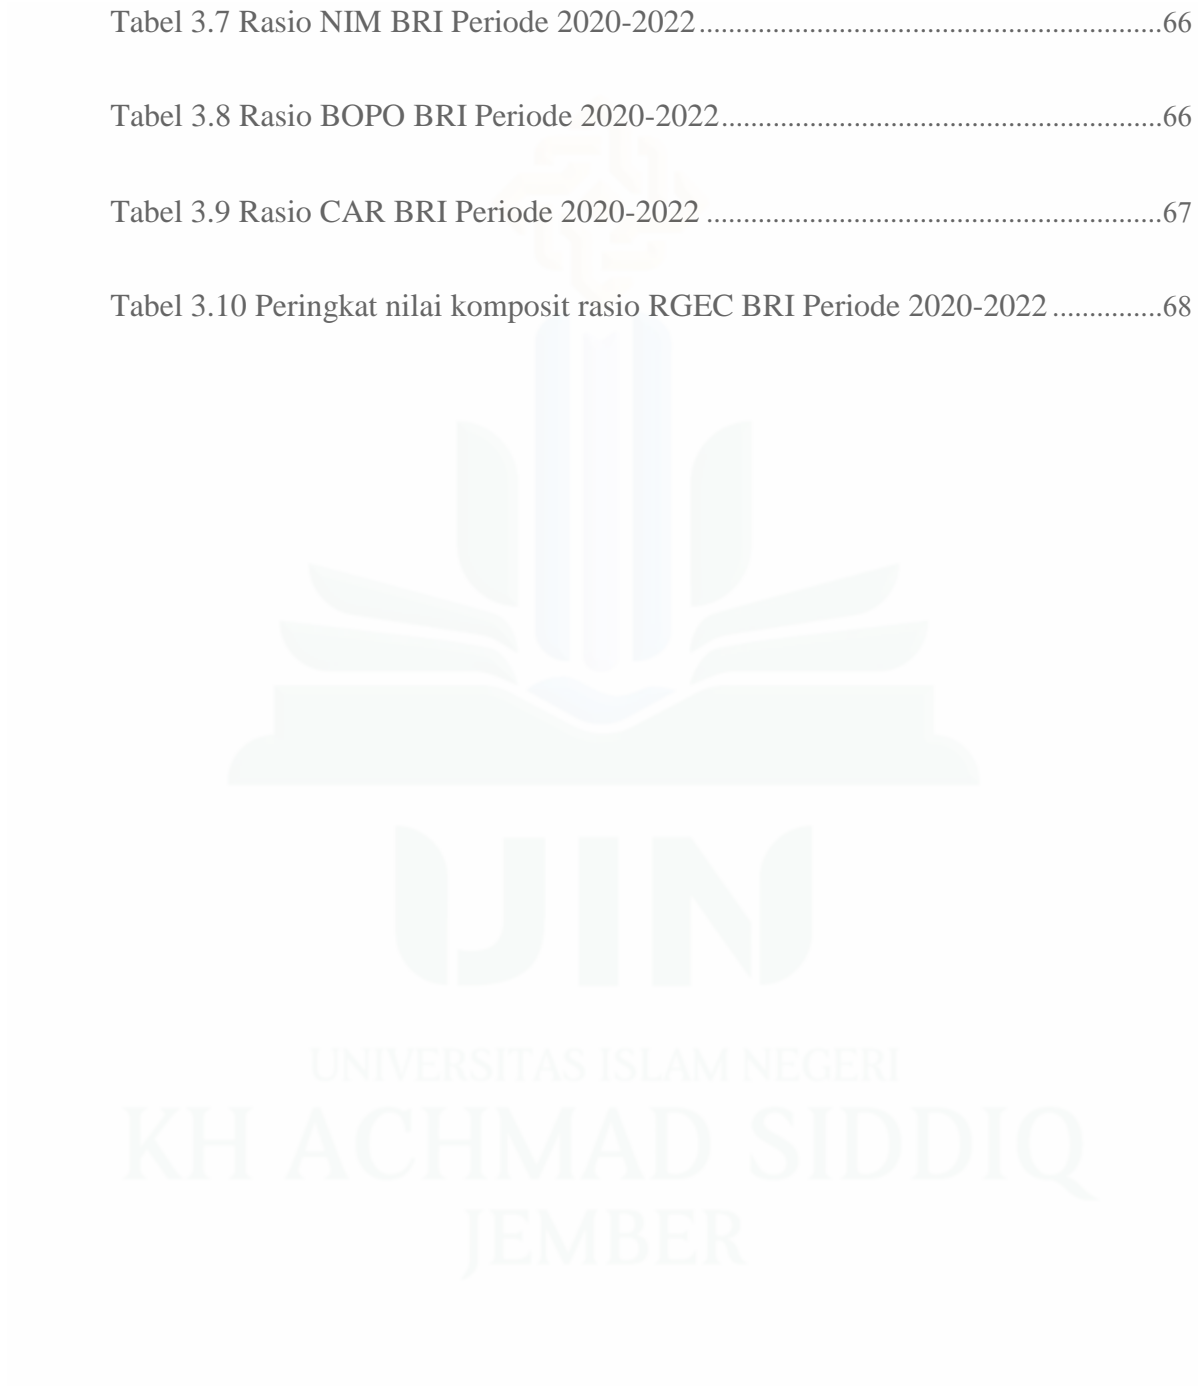 Tabel 3.7 Rasio NIM BRI Periode 2020-2022...............................................................66
Tabel 3.8 Rasio BOPO BRI Periode 2020-2022............................................................66
Tabel 3.9 Rasio CAR BRI Periode 2020-2022 ..............................................................67
Tabel 3.10 Peringkat nilai komposit rasio RGEC BRI Periode 2020-2022 ...............68
UIN
UNIVERSITAS ISLAM NEGERI
KH ACHMAD SIDDIQ
JEMBER